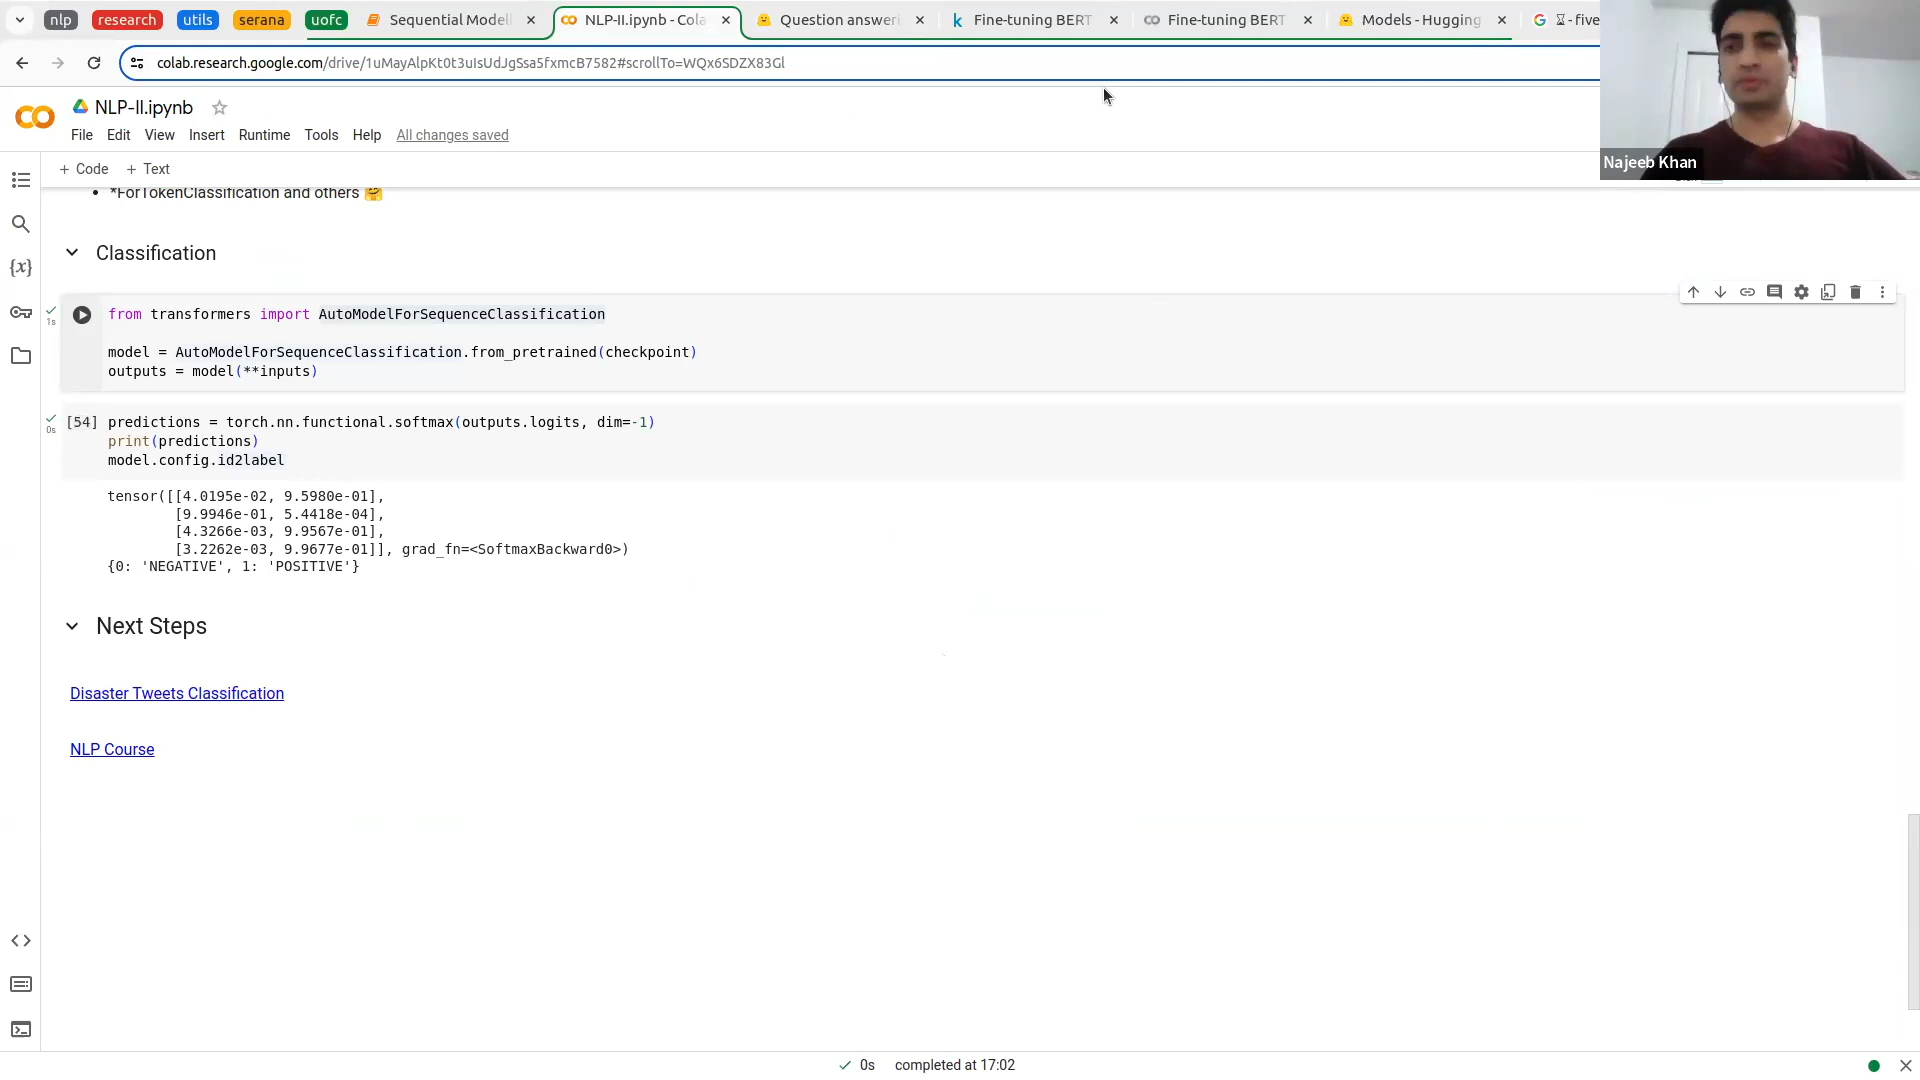 nlp
research
utils
serana
uofc
Sequential Modeli
NLP-II.ipynb - Cola
Question answeri
Fine-tuning BERT
Fine-tuning BERT
Models - Hugging
⌛ - five
colab.research.google.com/drive/1uMayAlpKt0t3uIsUdJgSsa5fxmcB7582#scrollTo=WQx6SDZX83Gl
NLP-II.ipynb
File Edit View Insert Runtime Tools Help All changes saved
+ Code + Text
Najeeb Khan
*ForTokenClassification and others 🤗
Classification
1s
from transformers import AutoModelForSequenceClassification
model = AutoModelForSequenceClassification.from_pretrained(checkpoint)
outputs = model(**inputs)
0s
[54] predictions = torch.nn.functional.softmax(outputs.logits, dim=-1)
print(predictions)
model.config.id2label
tensor([[4.0195e-02, 9.5980e-01],
[9.9946e-01, 5.4418e-04],
[4.3266e-03, 9.9567e-01],
[3.2262e-03, 9.9677e-01]], grad_fn=<SoftmaxBackward0>)
{0: 'NEGATIVE', 1: 'POSITIVE'}
Next Steps
Disaster Tweets Classification
NLP Course
0s completed at 17:02